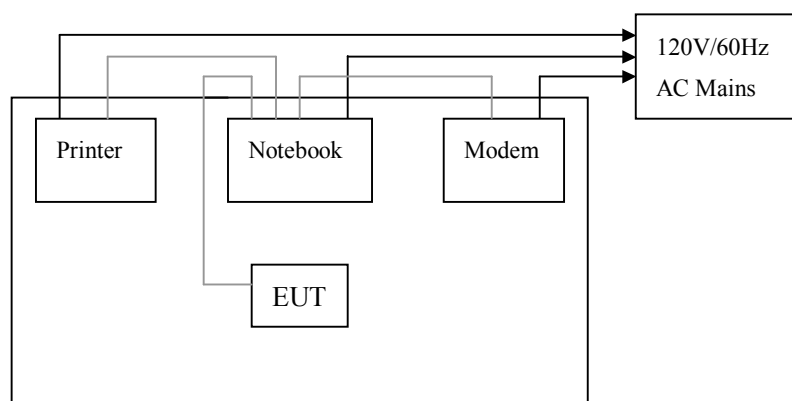 120V/60Hz
AC Mains
Printer
Notebook
Modem
EUT